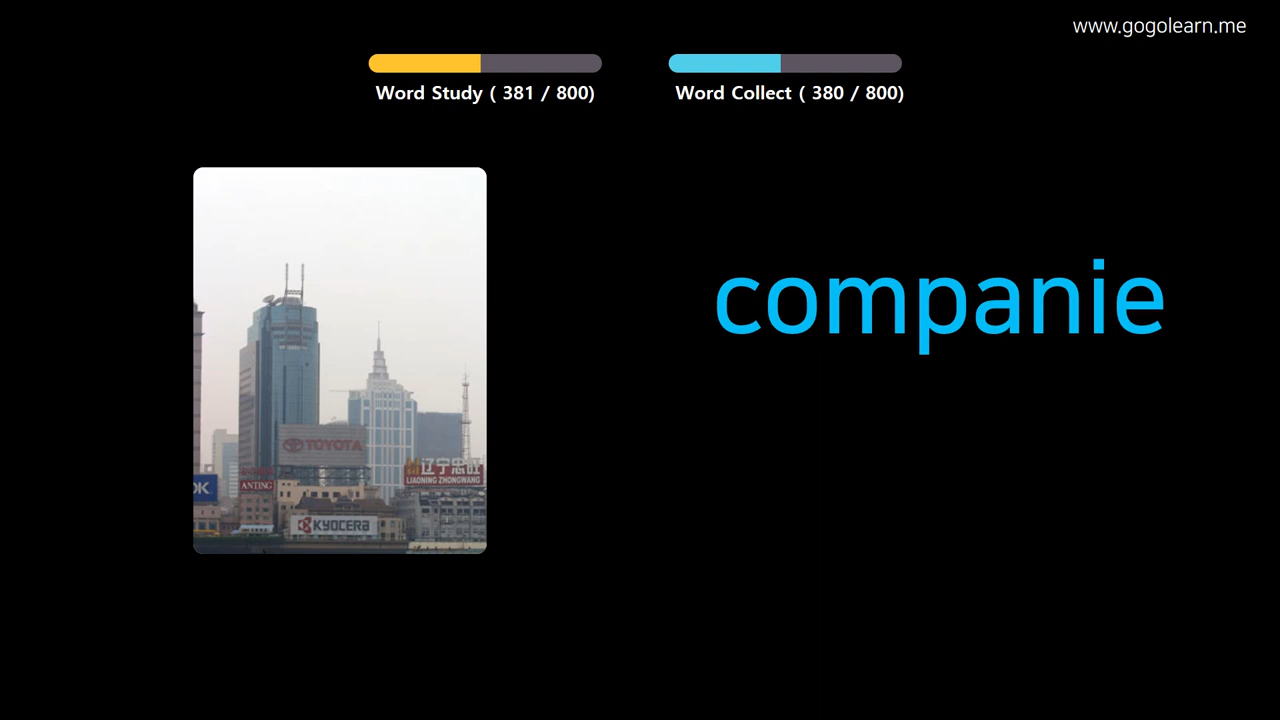 www.gogolearn.me
Word Study ( 381 / 800)
Word Collect ( 380 / 800)
companie
TOYOTA
辽宁忠旺
LIAONING ZHONGWANG
OK
ANTING
KYOCERA